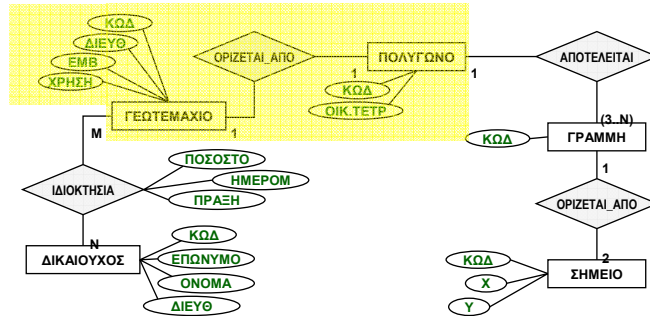 ΚΩΔ
ΔΙΕΥΘ
ΕΜΒ
ΧΡΗΣΗ
ΓΕΩΤΕΜΑΧΙΟ
ΟΡΙΖΕΤΑΙ_ΑΠΟ
1
1
ΠΟΛΥΓΩΝΟ
1
ΚΩΔ
ΟΙΚ.ΤΕΤΡ
ΑΠΟΤΕΛΕΙΤΑΙ
(3..N)
ΚΩΔ
ΓΡΑΜΜΗ
1
ΟΡΙΖΕΤΑΙ_ΑΠΟ
2
ΚΩΔ
Χ
Υ
ΣΗΜΕΙΟ
M
ΙΔΙΟΚΤΗΣΙΑ
ΠΟΣΟΣΤΟ
ΗΜΕΡΟΜ
ΠΡΑΞΗ
N
ΔΙΚΑΙΟΥΧΟΣ
ΚΩΔ
ΕΠΩΝΥΜΟ
ΟΝΟΜΑ
ΔΙΕΥΘ